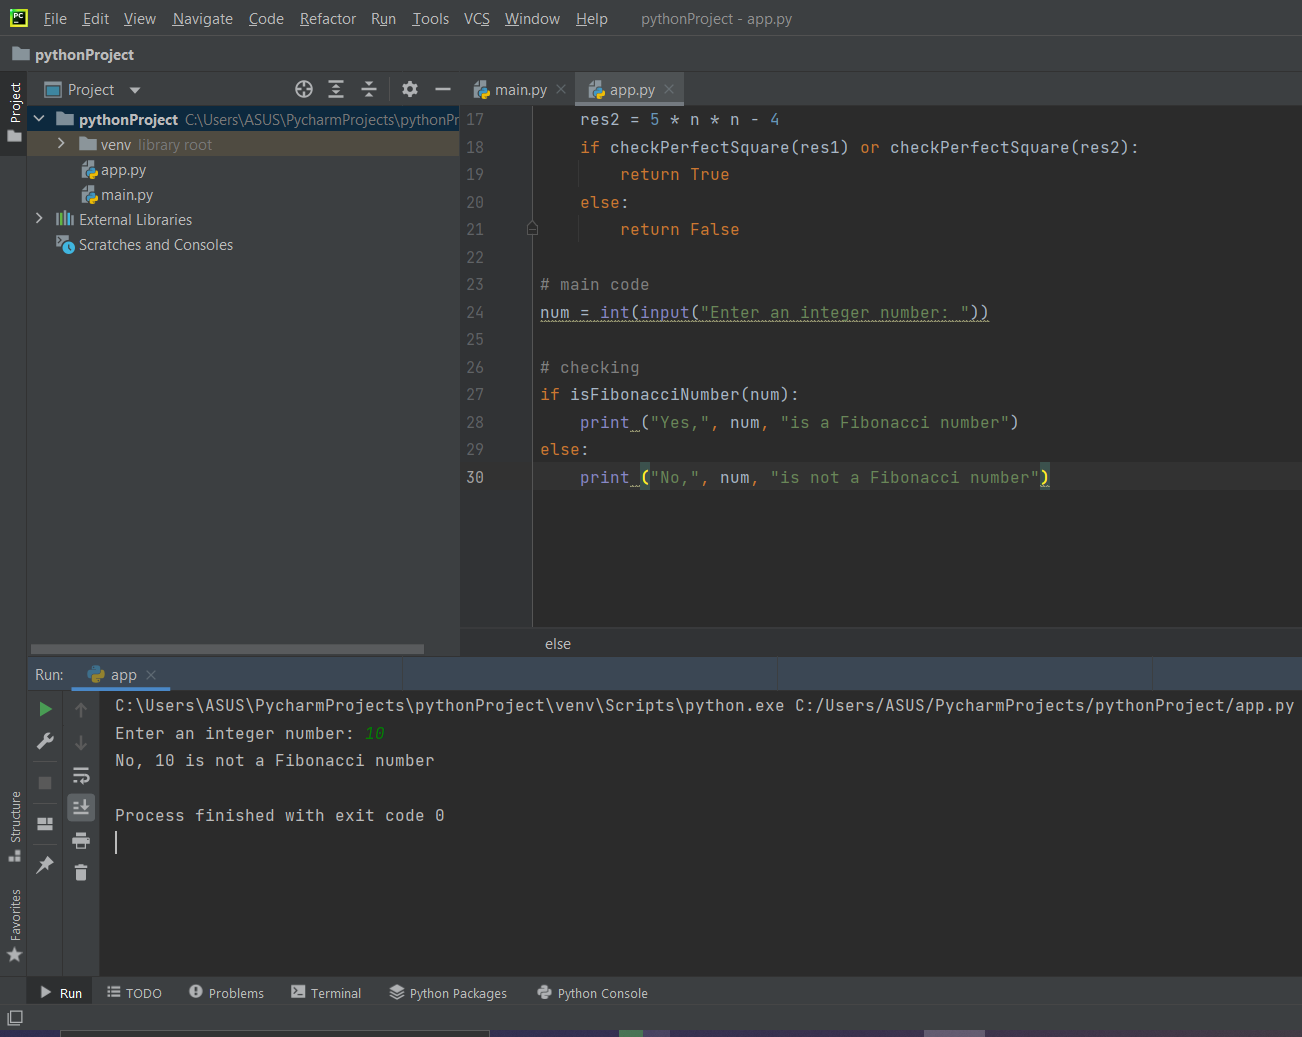 PC File Edit View Navigate Code Refactor Run Tools VCS Window Help pythonProject - app.py
pythonProject
Project
Project
main.py
app.py
pythonProject C:\Users\ASUS\PycharmProjects\pythonPr
venv library root
app.py
main.py
External Libraries
Scratches and Consoles
17 res2 = 5 * n * n - 4
18 if checkPerfectSquare(res1) or checkPerfectSquare(res2):
19 return True
20 else:
21 return False
22
23 # main code
24 num = int(input("Enter an integer number: "))
25
26 # checking
27 if isFibonacciNumber(num):
28 print ("Yes,", num, "is a Fibonacci number")
29 else:
30 print ("No,", num, "is not a Fibonacci number")
else
Run: app
C:\Users\ASUS\PycharmProjects\pythonProject\venv\Scripts\python.exe C:/Users/ASUS/PycharmProjects/pythonProject/app.py
Enter an integer number: 10
No, 10 is not a Fibonacci number
Process finished with exit code 0
Structure
Favorites
Run TODO Problems Terminal Python Packages Python Console